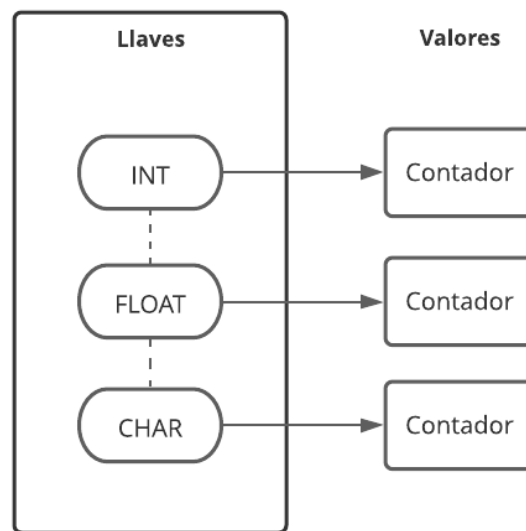 Llaves
Valores
INT
Contador
FLOAT
Contador
CHAR
Contador